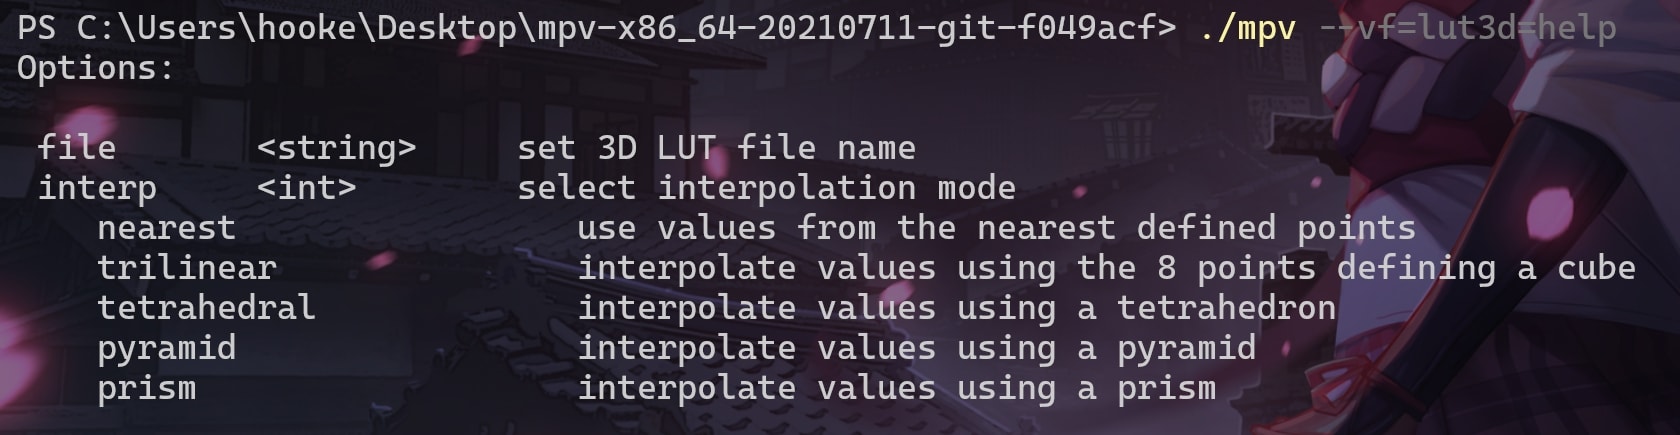 PS C:\Users\hooke\Desktop\mpv-x86_64-20210711-git-f049acf> ./mpv --vf=lut3d=help
Options:
file <string> set 3D LUT file name
interp <int> select interpolation mode
nearest use values from the nearest defined points
trilinear interpolate values using the 8 points defining a cube
tetrahedral interpolate values using a tetrahedron
pyramid interpolate values using a pyramid
prism interpolate values using a prism